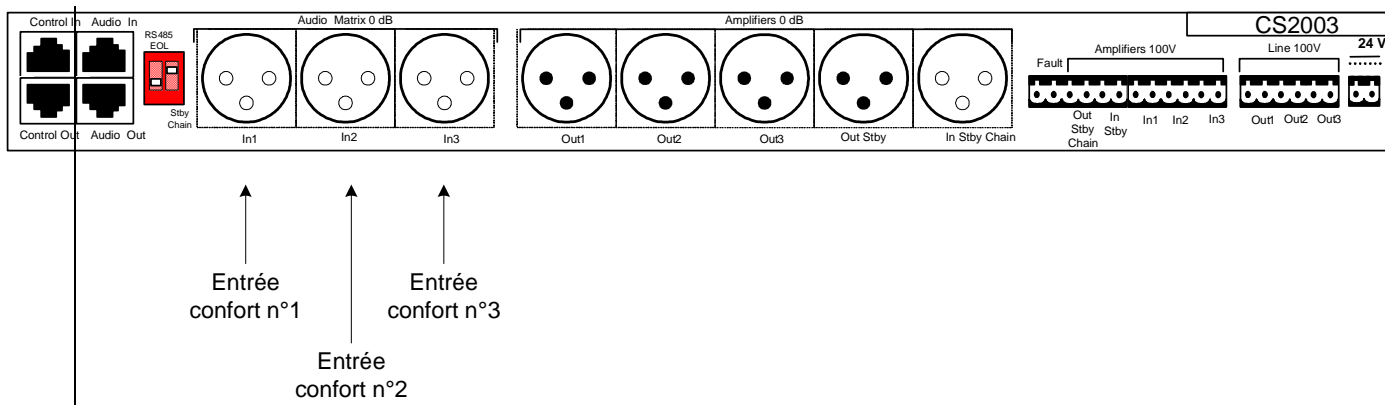 Control In Audio In
RS485
EOL
Audio Matrix 0 dB
Amplifiers 0 dB
CS2003
Amplifiers 100V
Line 100V
24 V
Fault
Stby
Chain
Control Out Audio Out
In1
In2
In3
Out1
Out2
Out3
Out Stby
In Stby Chain
Out
Stby
Chain
In
Stby
In1
In2
In3
Out1
Out2
Out3
Entrée
confort n°1
Entrée
confort n°2
Entrée
confort n°3